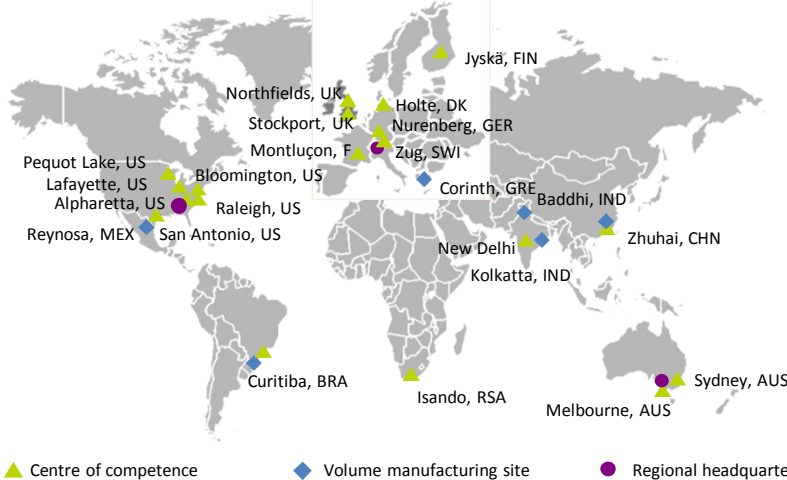 Jyskä, FIN
Northfields, UK
Holte, DK
Stockport, UK
Nurenberg, GER
Montluçon, F
Zug, SWI
Pequot Lake, US
Bloomington, US
Lafayette, US
Corinth, GRE
Baddhi, IND
Alpharetta, US
Raleigh, US
Reynosa, MEX
San Antonio, US
New Delhi
Zhuhai, CHN
Kolkatta, IND
Curitiba, BRA
Isando, RSA
Sydney, AUS
Melbourne, AUS
Centre of competence
Volume manufacturing site
Regional headquarte